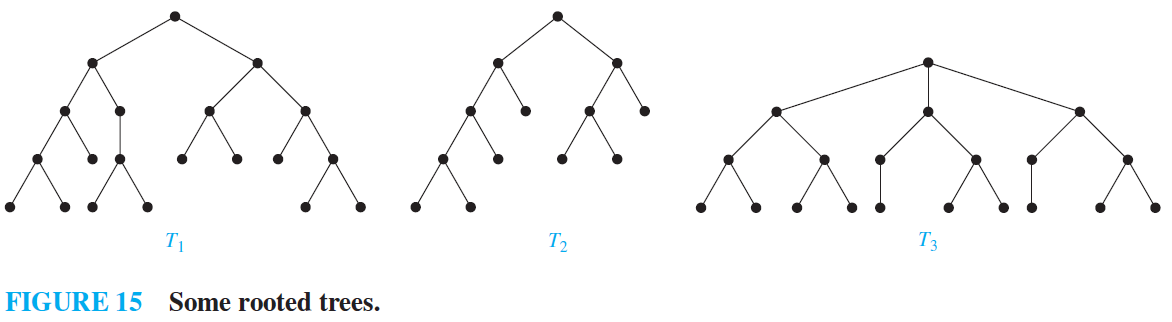 T1 T2 T3
FIGURE 15 Some rooted trees.